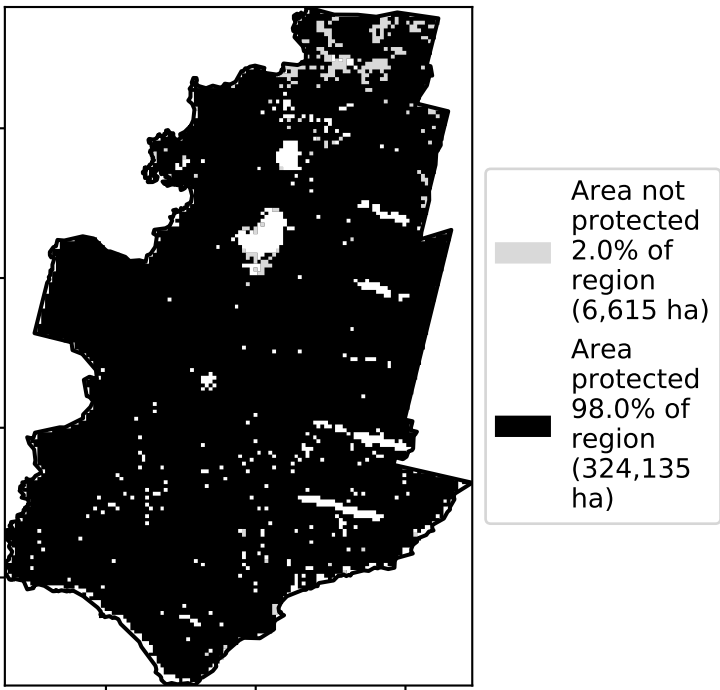 Area not
protected
2.0% of
region
(6,615 ha)
Area
protected
98.0% of
region
(324,135
ha)